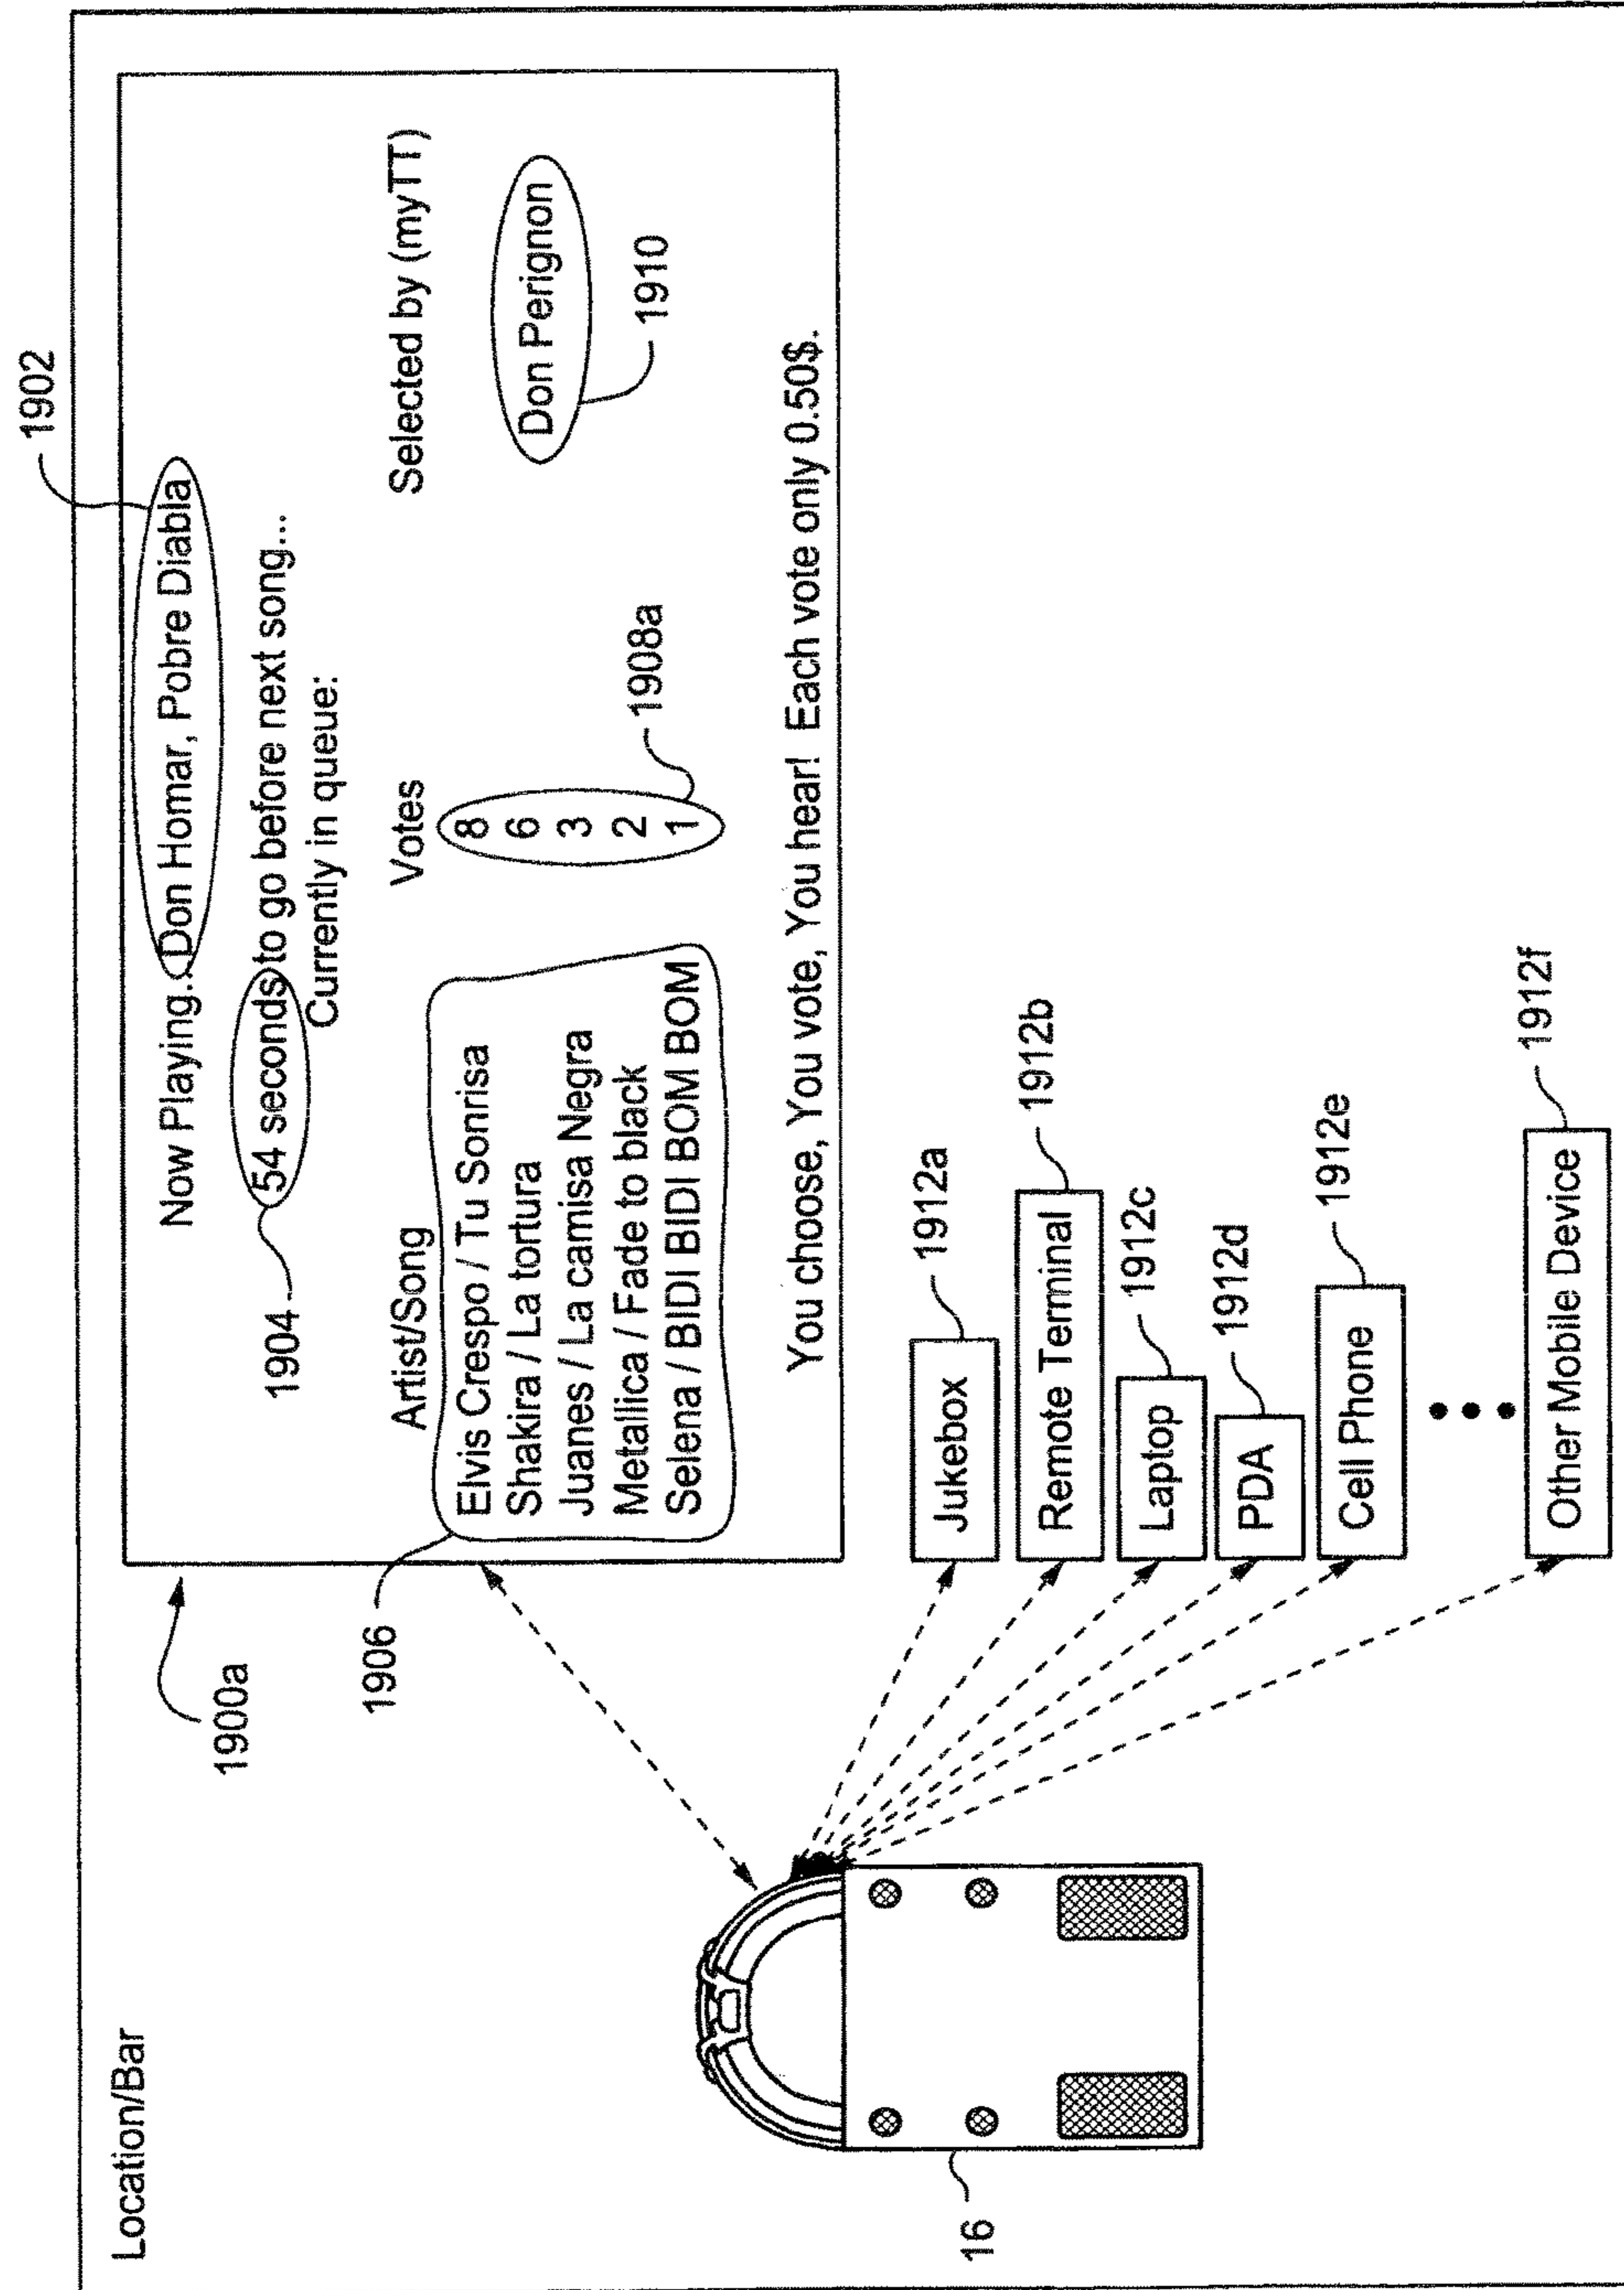 Location/Bar
1902
Now Playing...Don Homar, Pobre Diabla
1904
54 seconds to go before next song...
Currently in queue:
1900a
1906
Artist/Song Votes Selected by (myTT)
Elvis Crespo / Tu Sonrisa 8 Don Perignon
Shakira / La tortura 6
Juanes / La camisa Negra 3
Metallica / Fade to black 2
Selena / BIDI BIDI BOM BOM 1
1908a
1910
You choose, You vote, You hear! Each vote only 0.50$.
Jukebox 1912a
Remote Terminal 1912b
Laptop 1912c
PDA 1912d
Cell Phone 1912e
Other Mobile Device 1912f
16